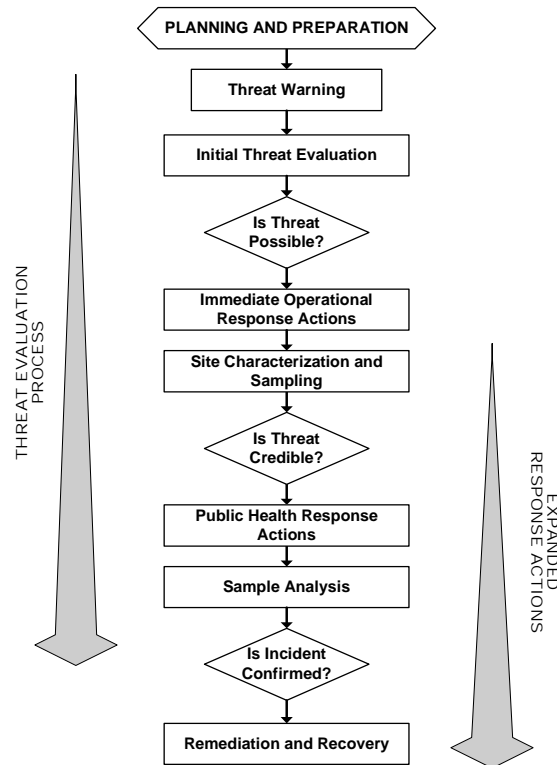 PLANNING AND PREPARATION
Threat Warning
Initial Threat Evaluation
Is Threat
Possible?
Immediate Operational
Response Actions
Site Characterization and
Sampling
Is Threat
Credible?
Public Health Response
Actions
Sample Analysis
Is Incident
Confirmed?
Remediation and Recovery
THREAT EVALUATION
PROCESS
EXPANDED
RESPONSE ACTIONS